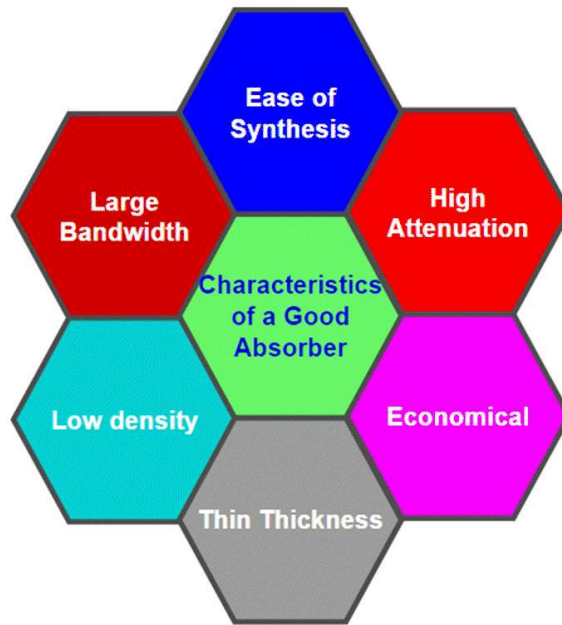 Ease of
Synthesis
Large
Bandwidth
High
Attenuation
Characteristics
of a Good
Absorber
Low density
Economical
Thin Thickness